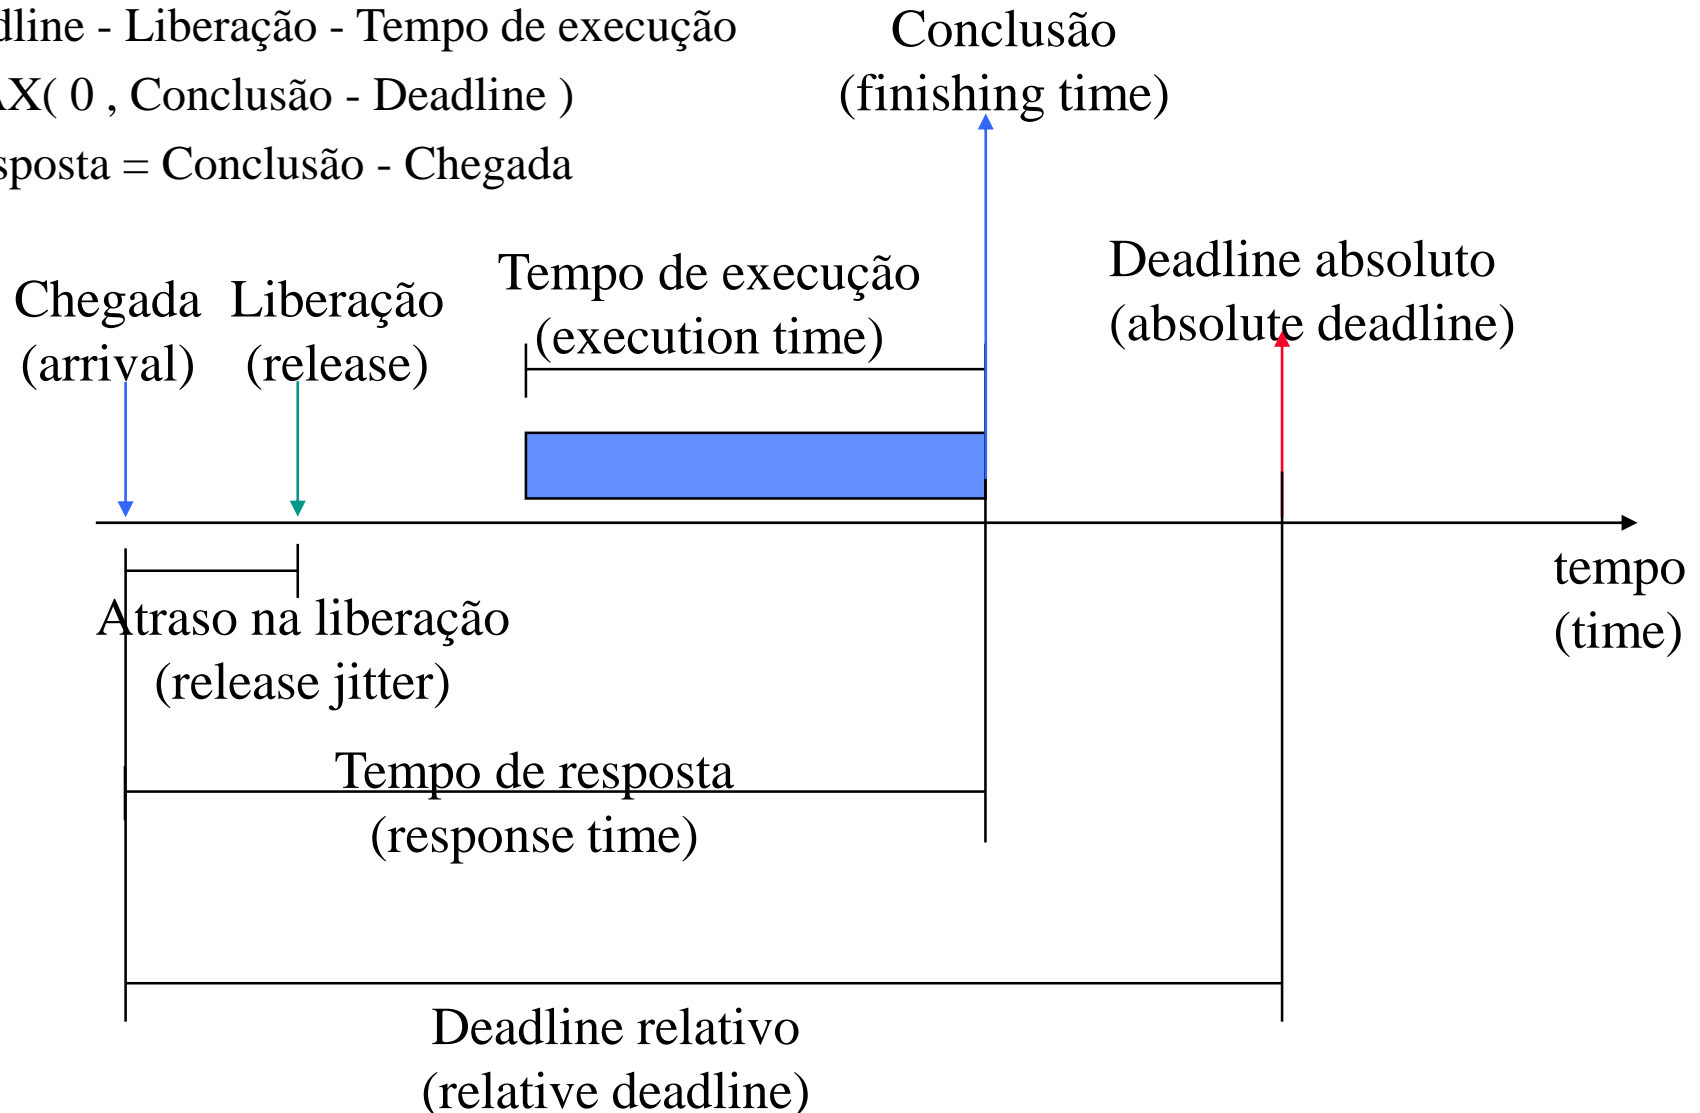 dline - Liberação - Tempo de execução
AX( 0 , Conclusão - Deadline )
sposta = Conclusão - Chegada
Conclusão
(finishing time)
Chegada
(arrival)
Liberação
(release)
Tempo de execução
(execution time)
Deadline absoluto
(absolute deadline)
tempo
(time)
Atraso na liberação
(release jitter)
Tempo de resposta
(response time)
Deadline relativo
(relative deadline)